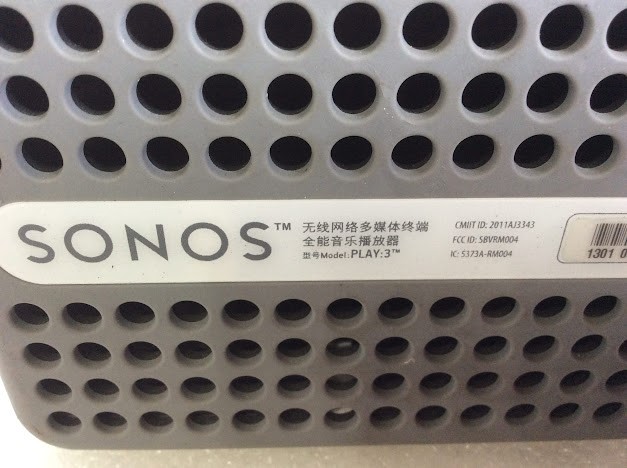 SONOS™
无线网络多媒体终端
全能音乐播放器
型号Model: PLAY:3™
CMIIT ID: 2011AJ3343
FCC ID: SBVRM004
IC: 5373A-RM004
1301 0